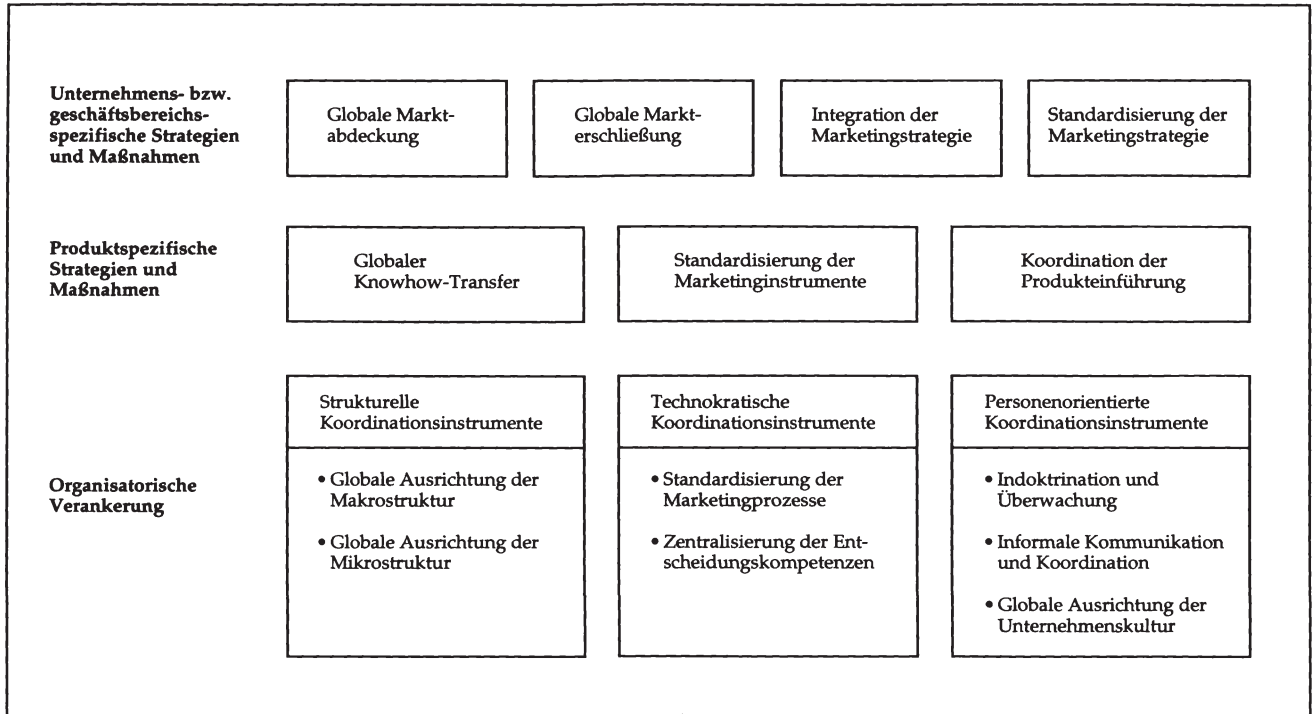 Unternehmens- bzw.
geschäftsbereichs-
spezifische Strategien
und Maßnahmen
Globale Markt-
abdeckung
Globale Markt-
erschließung
Integration der
Marketingstrategie
Standardisierung der
Marketingstrategie
Produktspezifische
Strategien und
Maßnahmen
Globaler
Knowhow-Transfer
Standardisierung der
Marketinginstrumente
Koordination der
Produkteinführung
Organisatorische
Verankerung
Strukturelle
Koordinationsinstrumente
• Globale Ausrichtung der
Makrostruktur
• Globale Ausrichtung der
Mikrostruktur
Technokratische
Koordinationsinstrumente
• Standardisierung der
Marketingprozesse
• Zentralisierung der Ent-
scheidungskompetenzen
Personenorientierte
Koordinationsinstrumente
• Indoktrination und
Überwachung
• Informale Kommunikation
und Koordination
• Globale Ausrichtung der
Unternehmenskultur